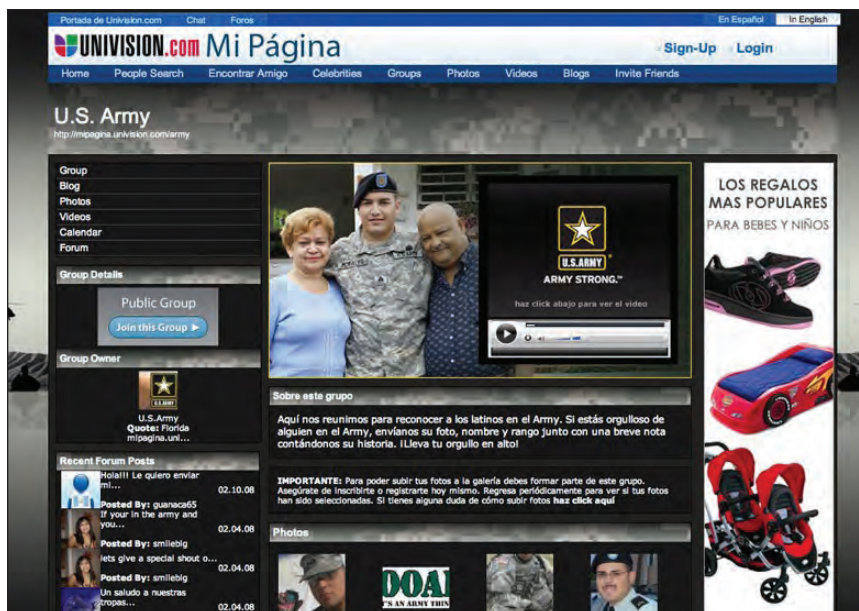 Portada de Univision.com Chat Foros En Español In English
UNIVISION.com Mi Página Sign-Up Login
Home People Search Encontrar Amigo Celebrities Groups Photos Videos Blogs Invite Friends
U.S. Army
http://mipagina.univision.com/army
Group
Blog
Photos
Videos
Calendar
Forum
Group Details
Public Group
Join this Group
Group Owner
U.S.ARMY
U.S.Army
Quote: Florida
mipagina.uni...
Recent Forum Posts
Hola!!! Le quiero enviar
mi...
02.10.08
Posted By: guanaca65
If your in the army and
you...
02.04.08
Posted By: smilebig
lets give a special shout o...
02.04.08
Posted By: smilebig
Un saludo a nuestras
tropas...
02.04.08
U.S.ARMY
ARMY STRONG.™
haz click abajo para ver el video
Sobre este grupo
Aquí nos reunimos para reconocer a los latinos en el Army. Si estás orgulloso de
alguien en el Army, envíanos su foto, nombre y rango junto con una breve nota
contándonos su historia. ¡Lleva tu orgullo en alto!
IMPORTANTE: Para poder subir tus fotos a la galería debes formar parte de este grupo.
Asegúrate de inscribirte o registrarte hoy mismo. Regresa periódicamente para ver si tus fotos
han sido seleccionadas. Si tienes alguna duda de cómo subir fotos haz click aquí
Photos
DOAH
'S AN ARMY THIN
LOS REGALOS
MAS POPULARES
PARA BEBES Y NIÑOS